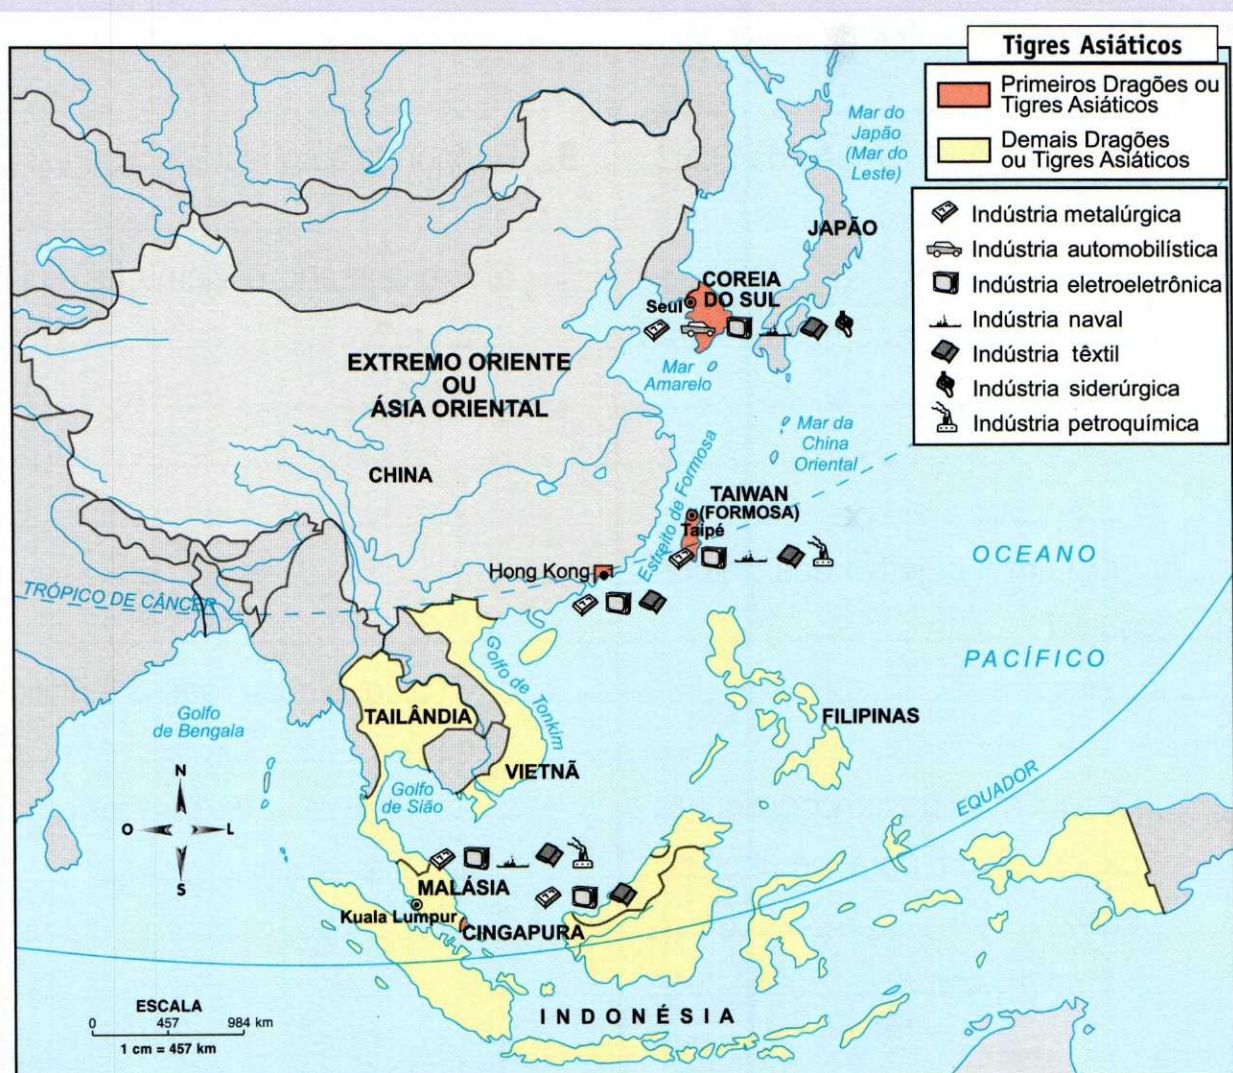 Tigres Asiáticos
Primeiros Dragões ou
Tigres Asiáticos
Demais Dragões
ou Tigres Asiáticos
Indústria metalúrgica
Indústria automobilística
Indústria eletroeletrônica
Indústria naval
Indústria têxtil
Indústria siderúrgica
Indústria petroquímica
Mar do
Japão
(Mar do
Leste)
JAPÃO
COREIA
DO SUL
Seul
Mar
Amarelo
EXTREMO ORIENTE
OU
ÁSIA ORIENTAL
CHINA
Mar da
China
Oriental
Estreito de Formosa
TAIWAN
(FORMOSA)
Taipé
Hong Kong
TRÓPICO DE CÂNCER
OCEANO
PACÍFICO
Golfo de Tonkim
Golfo
de Bengala
TAILÂNDIA
FILIPINAS
VIETNÃ
Golfo
de Sião
EQUADOR
N
O
L
S
MALÁSIA
Kuala Lumpur
CINGAPURA
INDONÉSIA
ESCALA
0 457 984 km
1 cm = 457 km